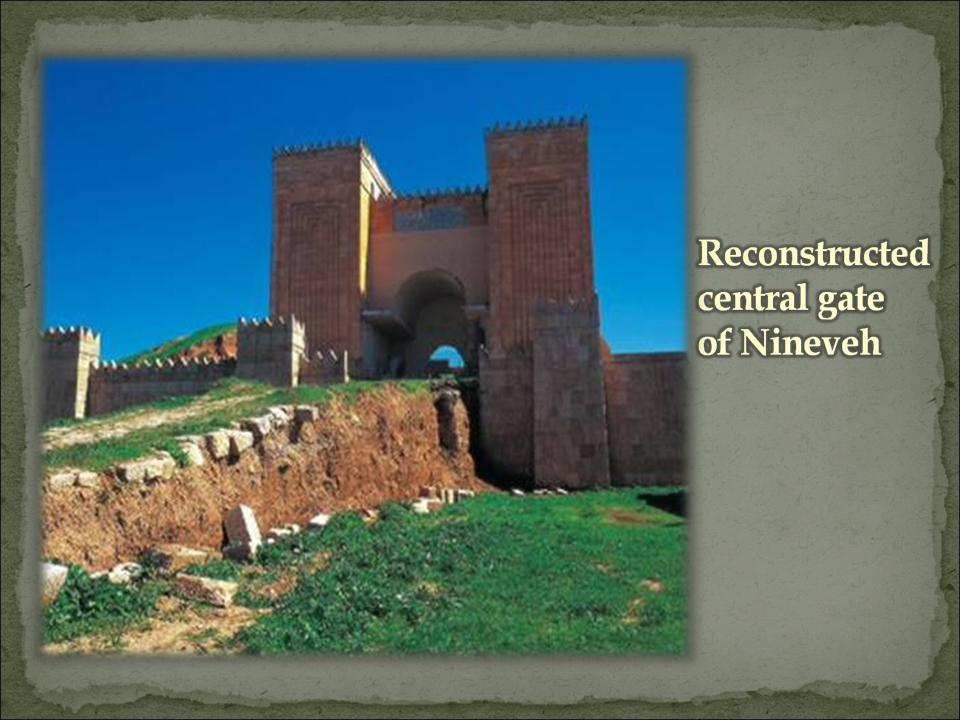 Reconstructed
central gate
of Nineveh